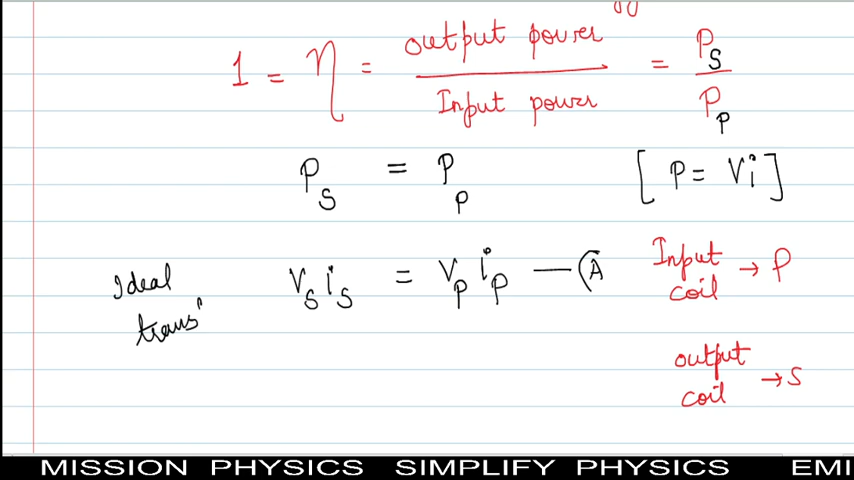 1 = η = output power / Input power = P_S / P_P
P_S = P_P [ P = Vi ]
Ideal trans' V_S i_S = V_P i_P — (A
Input coil → P
output coil → S
MISSION PHYSICS SIMPLIFY PHYSICS EMI